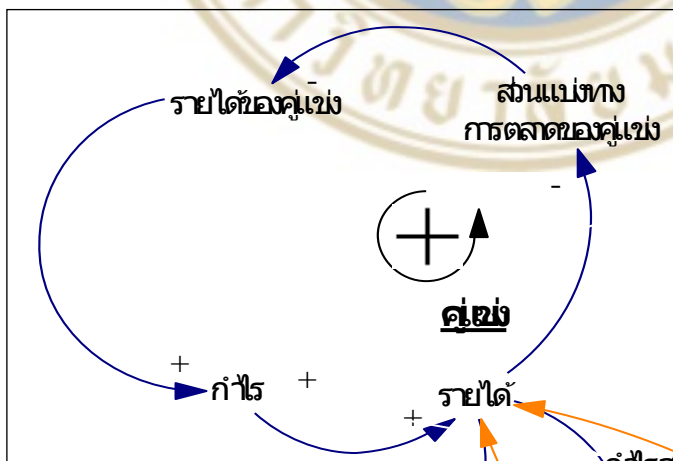 รายได้ของคู่แข่ง
-
ส่วนแบ่งทาง
การตลาดของคู่แข่ง
-
+
คู่แข่ง
+
กำไร
+
+
รายได้